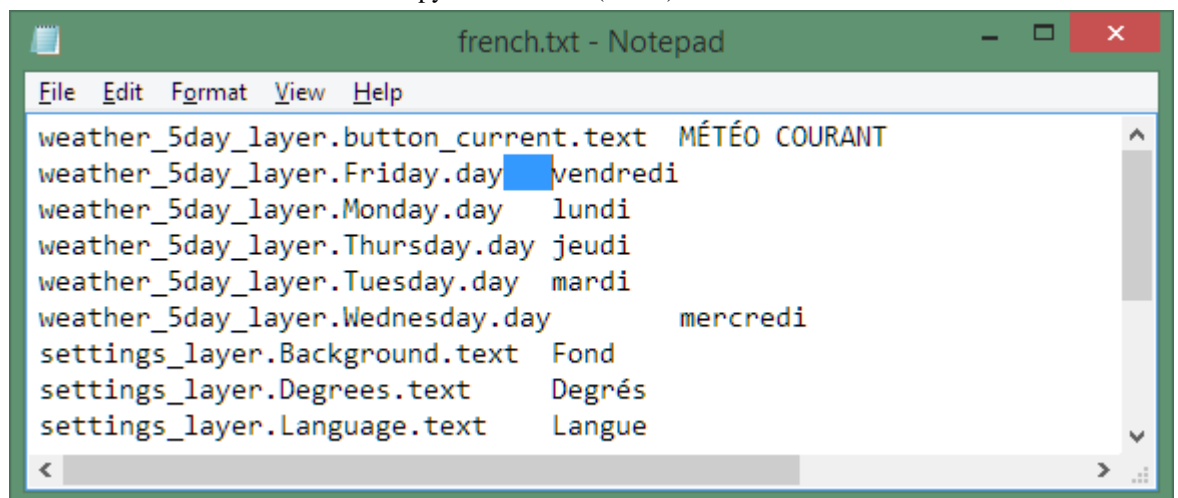 french.txt - Notepad
File Edit Format View Help
weather_5day_layer.button_current.text	MÉTÉO COURANT
weather_5day_layer.Friday.day	vendredi
weather_5day_layer.Monday.day	lundi
weather_5day_layer.Thursday.day	jeudi
weather_5day_layer.Tuesday.day	mardi
weather_5day_layer.Wednesday.day	mercredi
settings_layer.Background.text	Fond
settings_layer.Degrees.text	Degrés
settings_layer.Language.text	Langue